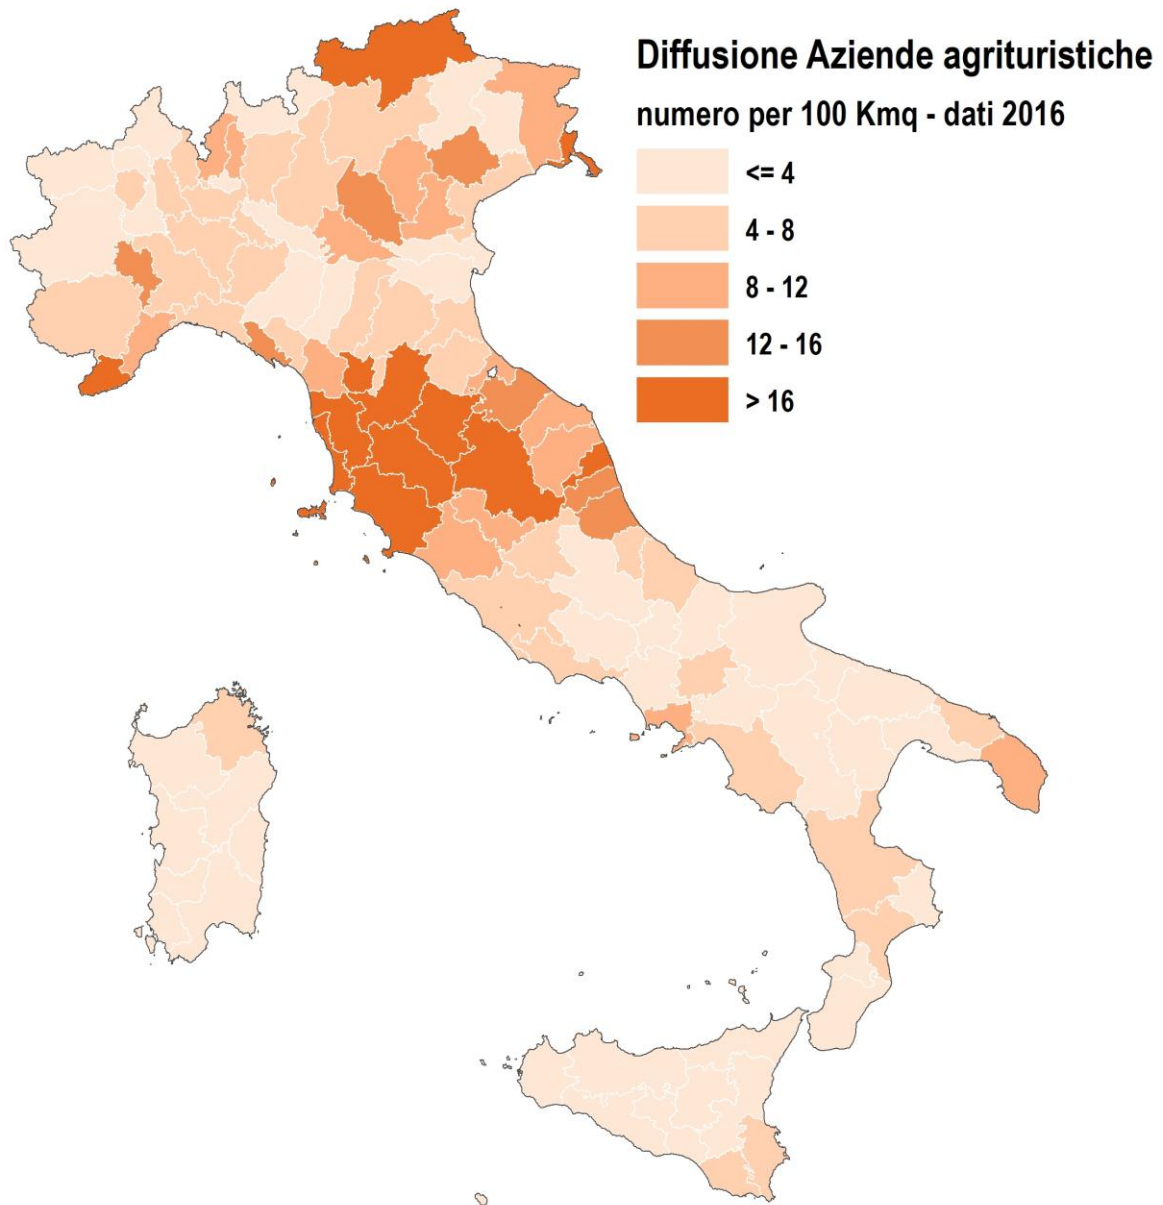 Diffusione Aziende agrituristiche
numero per 100 Kmq - dati 2016
<= 4
4 - 8
8 - 12
12 - 16
> 16